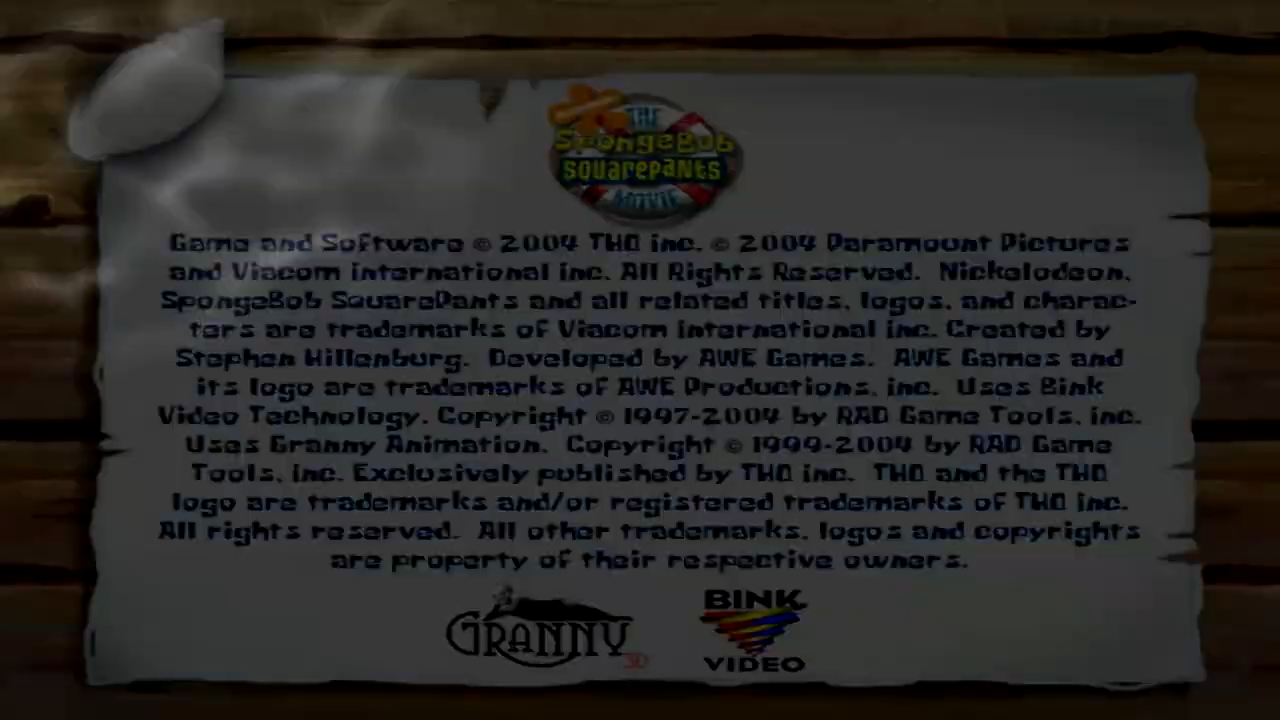 THE
SpongeBob
SQUAREPANTS
MOVIE
Game and Software © 2004 THQ Inc. © 2004 Paramount Pictures
and Viacom International Inc. All Rights Reserved. Nickelodeon,
SpongeBob SquarePants and all related titles, logos, and charac-
ters are trademarks of Viacom International Inc. Created by
Stephen Hillenburg. Developed by AWE Games. AWE Games and
its logo are trademarks of AWE Productions, Inc. Uses Bink
Video Technology. Copyright © 1997-2004 by RAD Game Tools, Inc.
Uses Granny Animation. Copyright © 1999-2004 by RAD Game
Tools, Inc. Exclusively published by THQ Inc. THQ and the THQ
logo are trademarks and/or registered trademarks of THQ Inc.
All rights reserved. All other trademarks, logos and copyrights
are property of their respective owners.
GRANNY 3D
BINK
VIDEO